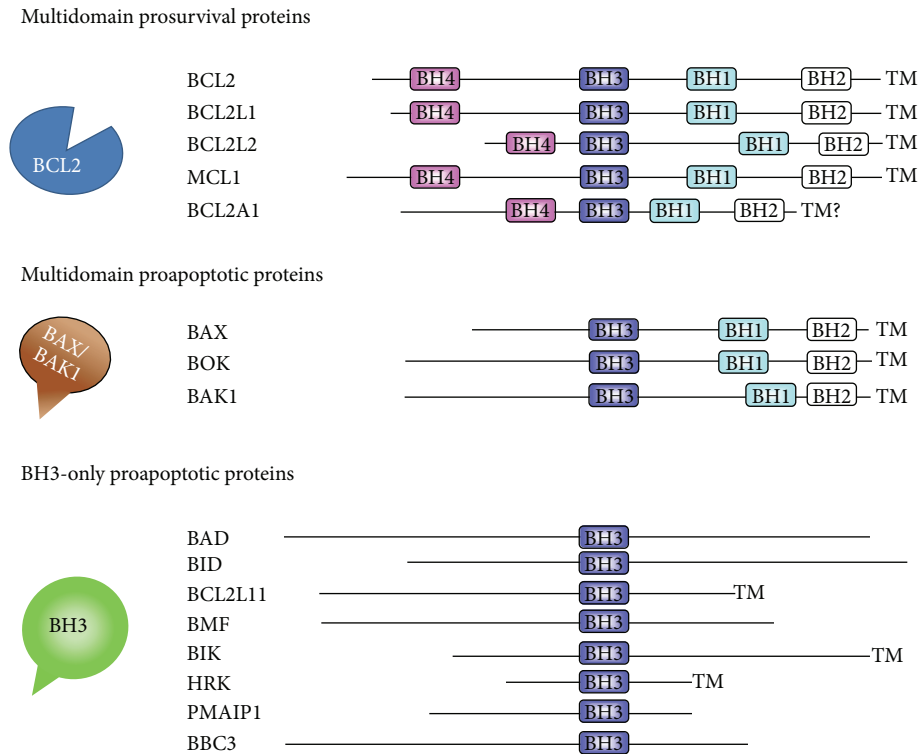 Multidomain prosurvival proteins
BCL2 BH4 BH3 BH1 BH2 TM
BCL2L1 BH4 BH3 BH1 BH2 TM
BCL2L2 BH4 BH3 BH1 BH2 TM
BCL2
MCL1 BH4 BH3 BH1 BH2 TM
BCL2A1 BH4 BH3 BH1 BH2 TM?
Multidomain proapoptotic proteins
BAX/
BAK1
BAX BH3 BH1 BH2 TM
BOK BH3 BH1 BH2 TM
BAK1 BH3 BH1 BH2 TM
BH3-only proapoptotic proteins
BAD BH3
BID BH3
BCL2L11 BH3 TM
BH3
BMF BH3
BIK BH3 TM
HRK BH3 TM
PMAIP1 BH3
BBC3 BH3